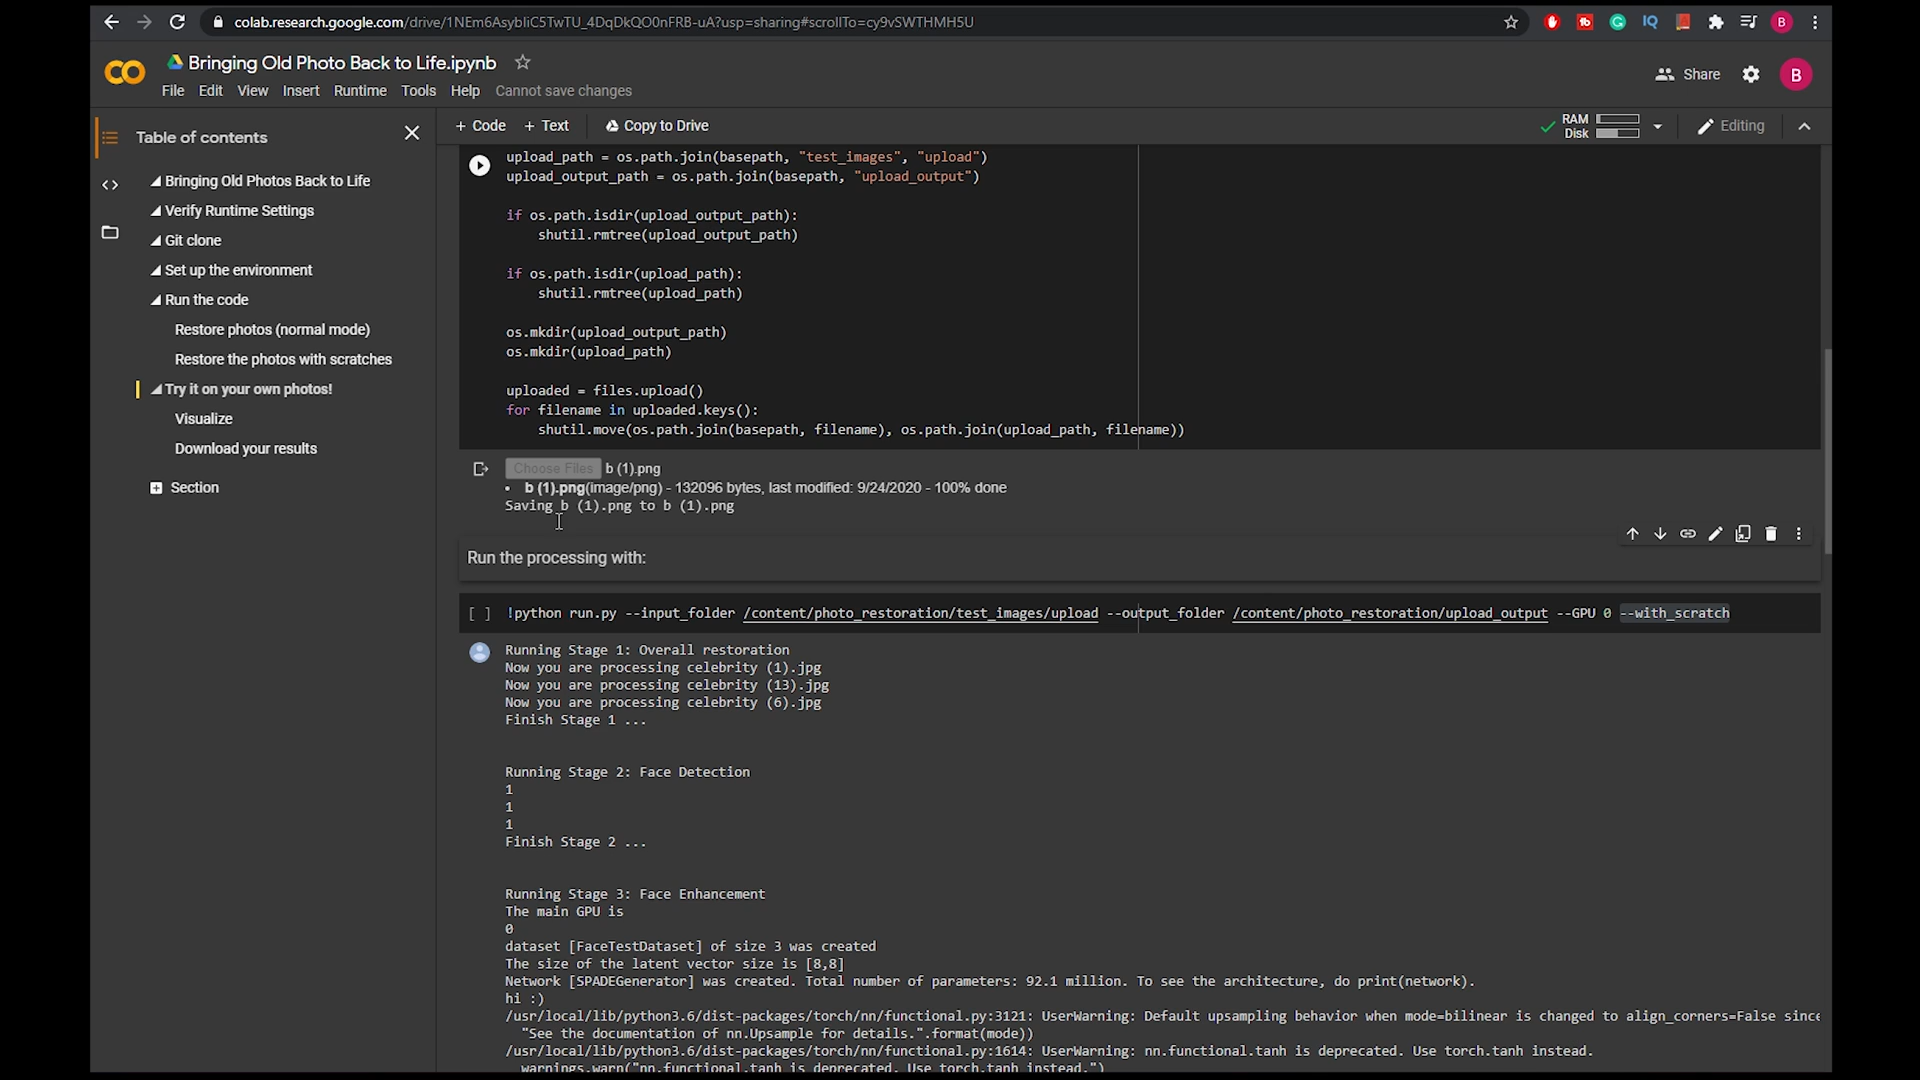 colab.research.google.com/drive/1NEm6AsybIiC5TwTU_4DqDkQO0nFRB-uA?usp=sharing#scrollTo=cy9vSWTHMH5U
Bringing Old Photo Back to Life.ipynb
File Edit View Insert Runtime Tools Help Cannot save changes
Share
B
Table of contents
Bringing Old Photos Back to Life
Verify Runtime Settings
Git clone
Set up the environment
Run the code
Restore photos (normal mode)
Restore the photos with scratches
Try it on your own photos!
Visualize
Download your results
Section
+ Code + Text Copy to Drive
RAM
Disk
Editing
upload_path = os.path.join(basepath, "test_images", "upload")
upload_output_path = os.path.join(basepath, "upload_output")
if os.path.isdir(upload_output_path):
shutil.rmtree(upload_output_path)
if os.path.isdir(upload_path):
shutil.rmtree(upload_path)
os.mkdir(upload_output_path)
os.mkdir(upload_path)
uploaded = files.upload()
for filename in uploaded.keys():
shutil.move(os.path.join(basepath, filename), os.path.join(upload_path, filename))
Choose Files b (1).png
• b (1).png(image/png) - 132096 bytes, last modified: 9/24/2020 - 100% done
Saving b (1).png to b (1).png
Run the processing with:
[ ] !python run.py --input_folder /content/photo_restoration/test_images/upload --output_folder /content/photo_restoration/upload_output --GPU 0 --with_scratch
Running Stage 1: Overall restoration
Now you are processing celebrity (1).jpg
Now you are processing celebrity (13).jpg
Now you are processing celebrity (6).jpg
Finish Stage 1 ...
Running Stage 2: Face Detection
1
1
1
Finish Stage 2 ...
Running Stage 3: Face Enhancement
The main GPU is
0
dataset [FaceTestDataset] of size 3 was created
The size of the latent vector size is [8,8]
Network [SPADEGenerator] was created. Total number of parameters: 92.1 million. To see the architecture, do print(network).
hi :)
/usr/local/lib/python3.6/dist-packages/torch/nn/functional.py:3121: UserWarning: Default upsampling behavior when mode=bilinear is changed to align_corners=False since
"See the documentation of nn.Upsample for details.".format(mode))
/usr/local/lib/python3.6/dist-packages/torch/nn/functional.py:1614: UserWarning: nn.functional.tanh is deprecated. Use torch.tanh instead.
warnings.warn("nn.functional.tanh is deprecated. Use torch.tanh instead.")